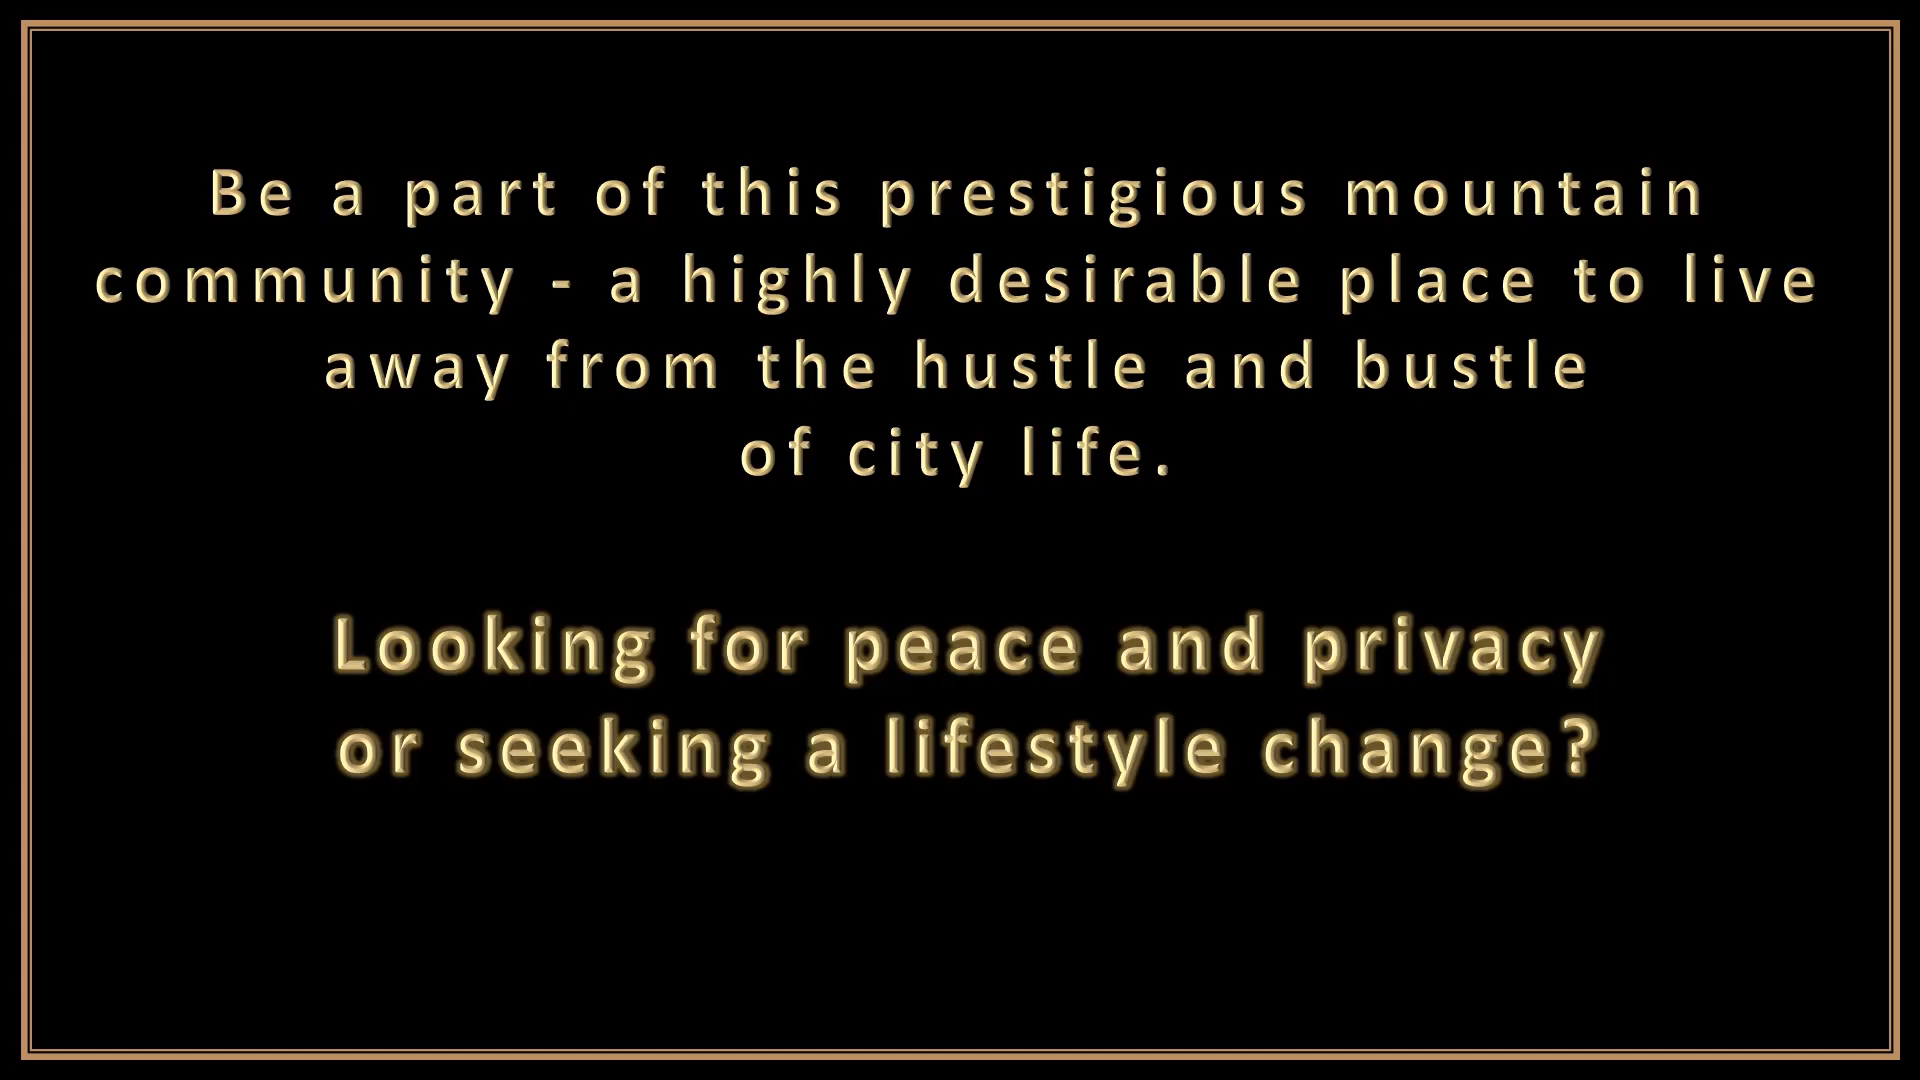 Be a part of this prestigious mountain
community - a highly desirable place to live
away from the hustle and bustle
of city life.
Looking for peace and privacy
or seeking a lifestyle change?